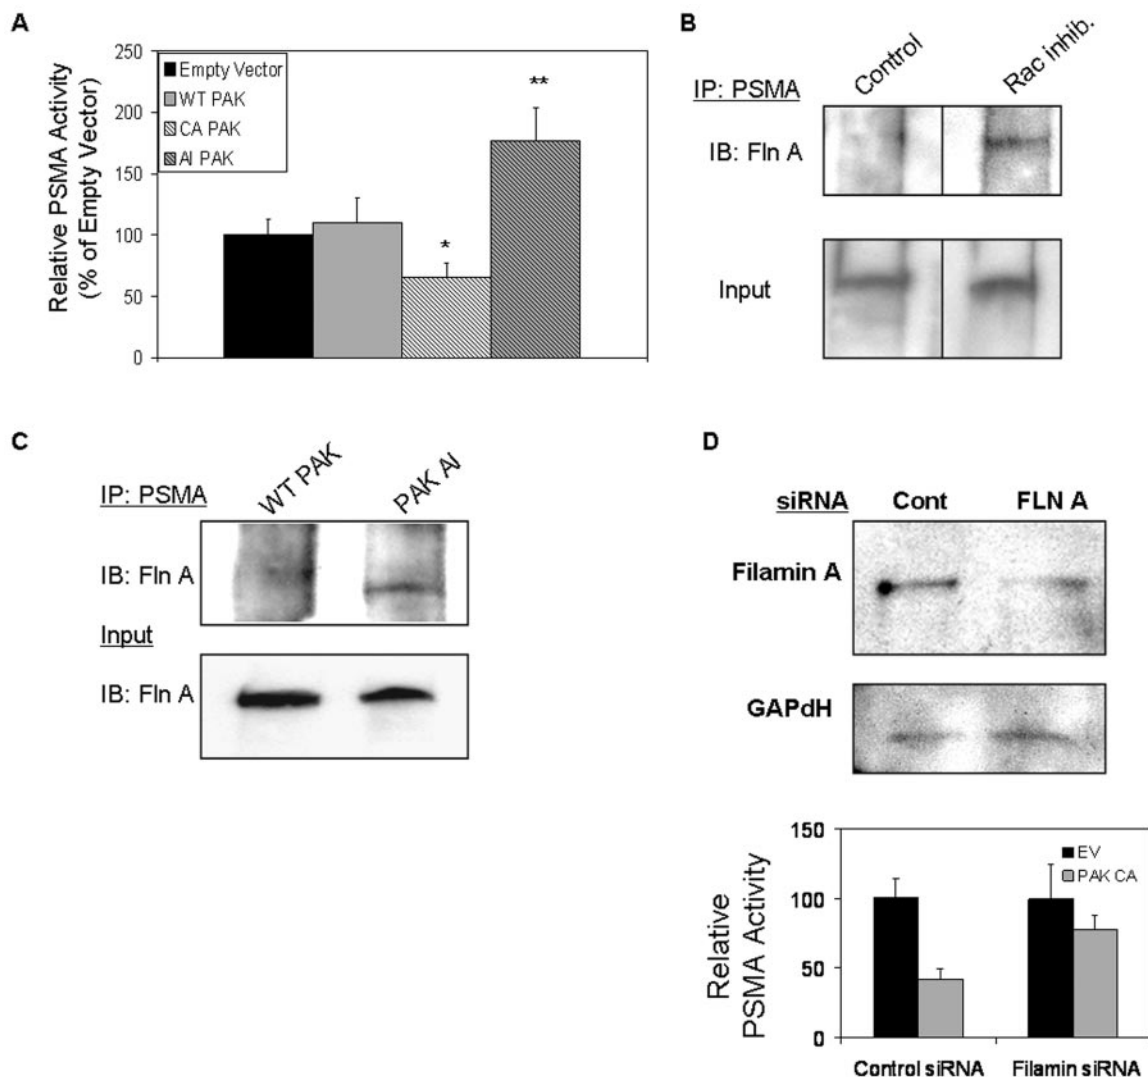 A
Relative PSMA Activity
(% of Empty Vector)
250
200
150
100
50
0
Empty Vector
WT PAK
CA PAK
AI PAK
*
**
B
Control
Rac inhib.
IP: PSMA
IB: Fln A
Input
C
WT PAK
PAK AI
IP: PSMA
IB: Fln A
Input
IB: Fln A
D
siRNA Cont FLN A
Filamin A
GAPdH
Relative
PSMA Activity
150
100
50
0
EV
PAK CA
Control siRNA Filamin siRNA